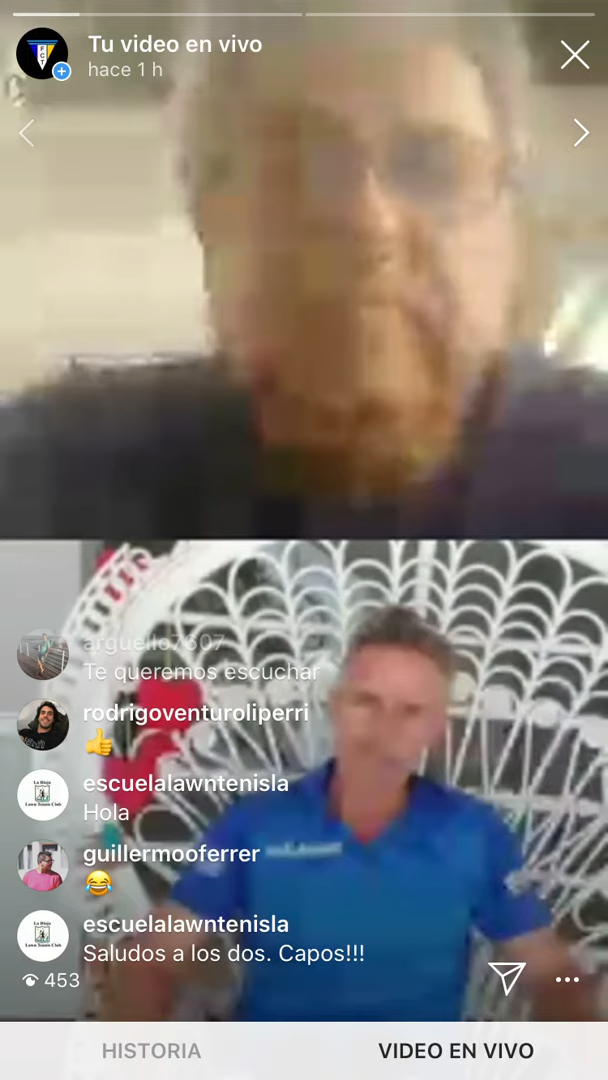 Tu video en vivo
hace 1 h
arguello7607
Te queremos escuchar
rodrigoventuroliperri
👍
escuelalawntenisla
Hola
guillermooferrer
😂
escuelalawntenisla
Saludos a los dos. Capos!!!
453
HISTORIA
VIDEO EN VIVO